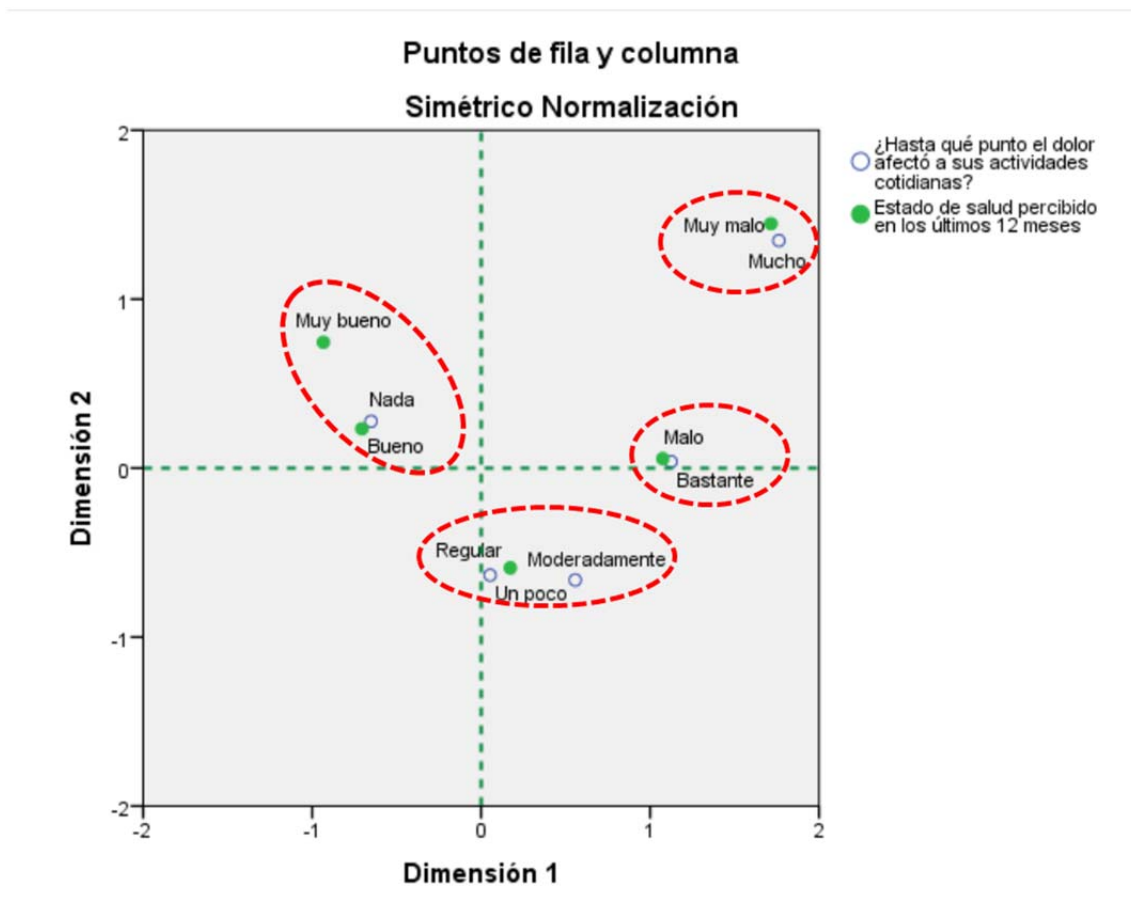 Puntos de fila y columna
Simétrico Normalización
¿Hasta qué punto el dolor
afectó a sus actividades
cotidianas?
Estado de salud percibido
en los últimos 12 meses
Dimensión 2
2
1
0
-1
-2
Muy malo
Mucho
Muy bueno
Nada
Bueno
Malo
Bastante
Regular
Moderadamente
Un poco
-2 -1 0 1 2
Dimensión 1